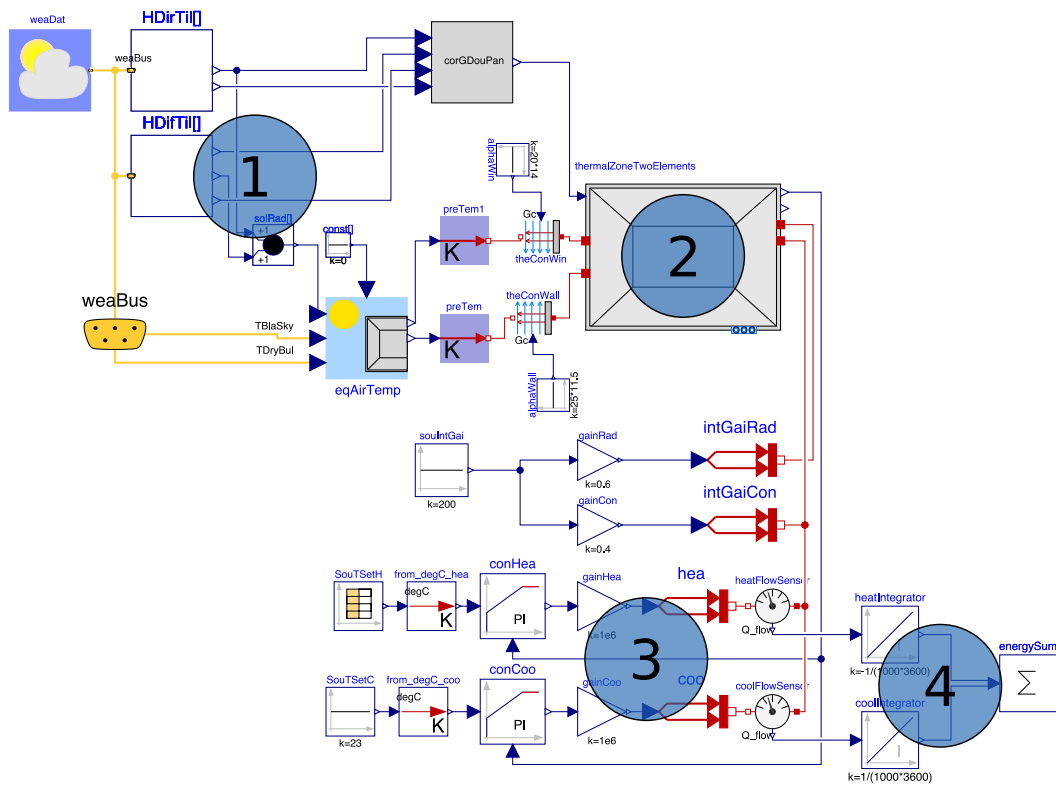 weaDat
HDirTil[]
weaBus
corGDouPan
HDifTil[]
1
solRad[]
+1
+1
const[]
k=0
alphaWin
k=20*14
thermalZoneTwoElements
preTem1
K
Gc
theConWin
2
weaBus
TBlaSky
TDryBul
eqAirTemp
preTem
K
theConWall
Gc
alphaWall
k=25*11.5
souIntGai
k=200
gainRad
k=0.6
intGaiRad
gainCon
k=0.4
intGaiCon
SouTSetH
from_degC_hea
degC
K
conHea
PI
gainHea
k=1e6
hea
heatFlowSensor
Q_flow
heatIntegrator
I
k=-1/(1000*3600)
3
4
energySum
Σ
SouTSetC
k=23
from_degC_coo
degC
K
conCoo
PI
gainCoo
k=1e6
coo
coolFlowSensor
Q_flow
coolIntegrator
I
k=1/(1000*3600)